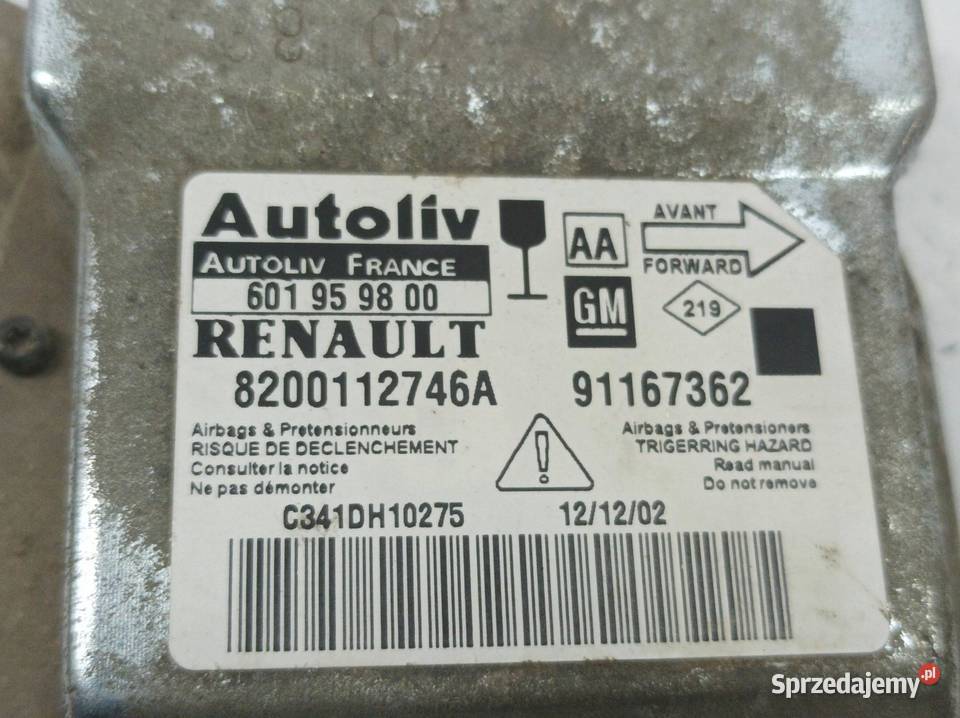 38 02
Autoliv
AUTOLIV FRANCE
601 95 98 00
RENAULT
8200112746A
AA
GM
AVANT
FORWARD
219
91167362
Airbags & Pretensionneurs
RISQUE DE DECLENCHEMENT
Consulter la notice
Ne pas démonter
Airbags & Pretensioners
TRIGERRING HAZARD
Read manual
Do not remove
C341DH10275 12/12/02
Sprzedajemy.pl